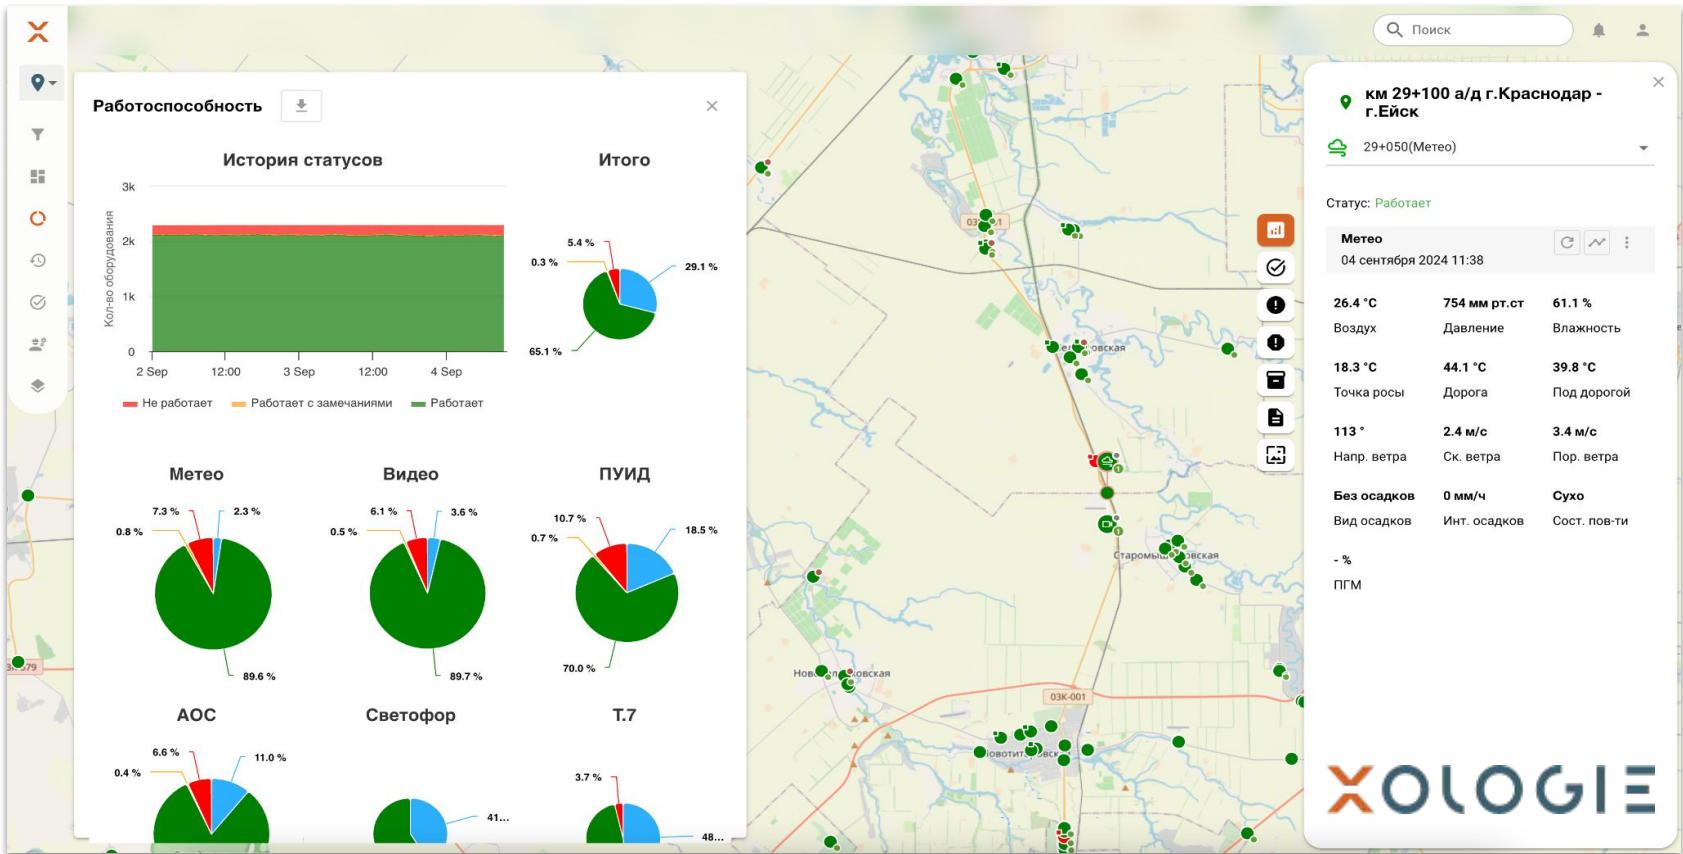 Поиск
Работоспособность
История статусов
Итого
3k
2k
1k
0
Кол-во оборудования
2 Sep
12:00
3 Sep
12:00
4 Sep
Не работает
Работает с замечаниями
Работает
5.4 %
0.3 %
29.1 %
65.1 %
Метео
7.3 %
2.3 %
0.8 %
89.6 %
Видео
6.1 %
3.6 %
0.5 %
89.7 %
ПУИД
10.7 %
18.5 %
0.7 %
70.0 %
АОС
6.6 %
11.0 %
0.4 %
Светофор
41...
Т.7
3.7 %
48...
03К-001
км 29+100 а/д г.Краснодар -
г.Ейск
29+050(Метео)
Статус: Работает
Метео
04 сентября 2024 11:38
26.4 °C
754 мм рт.ст
61.1 %
Воздух
Давление
Влажность
18.3 °C
44.1 °C
39.8 °C
Точка росы
Дорога
Под дорогой
113 °
2.4 м/с
3.4 м/с
Напр. ветра
Ск. ветра
Пор. ветра
Без осадков
0 мм/ч
Сухо
Вид осадков
Инт. осадков
Сост. пов-ти
- %
ПГМ
XOLOGIE